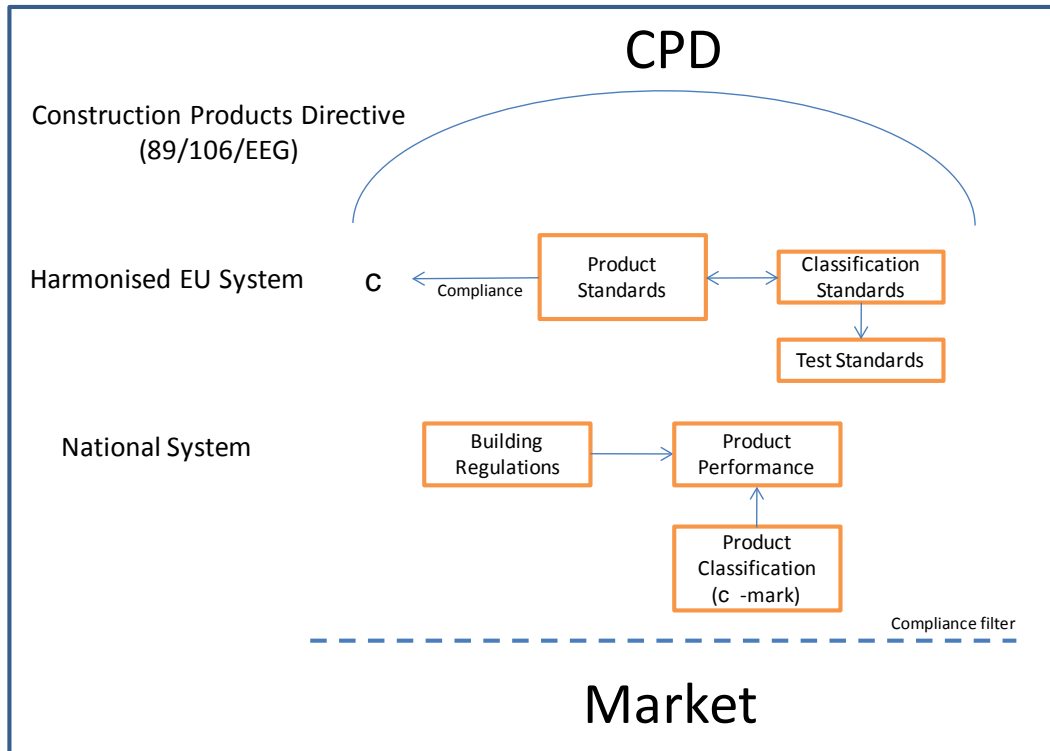 CPD
Construction Products Directive
(89/106/EEG)
Harmonised EU System
c
Compliance
Product
Standards
Classification
Standards
Test Standards
National System
Building
Regulations
Product
Performance
Product
Classification
(c -mark)
Compliance filter
Market